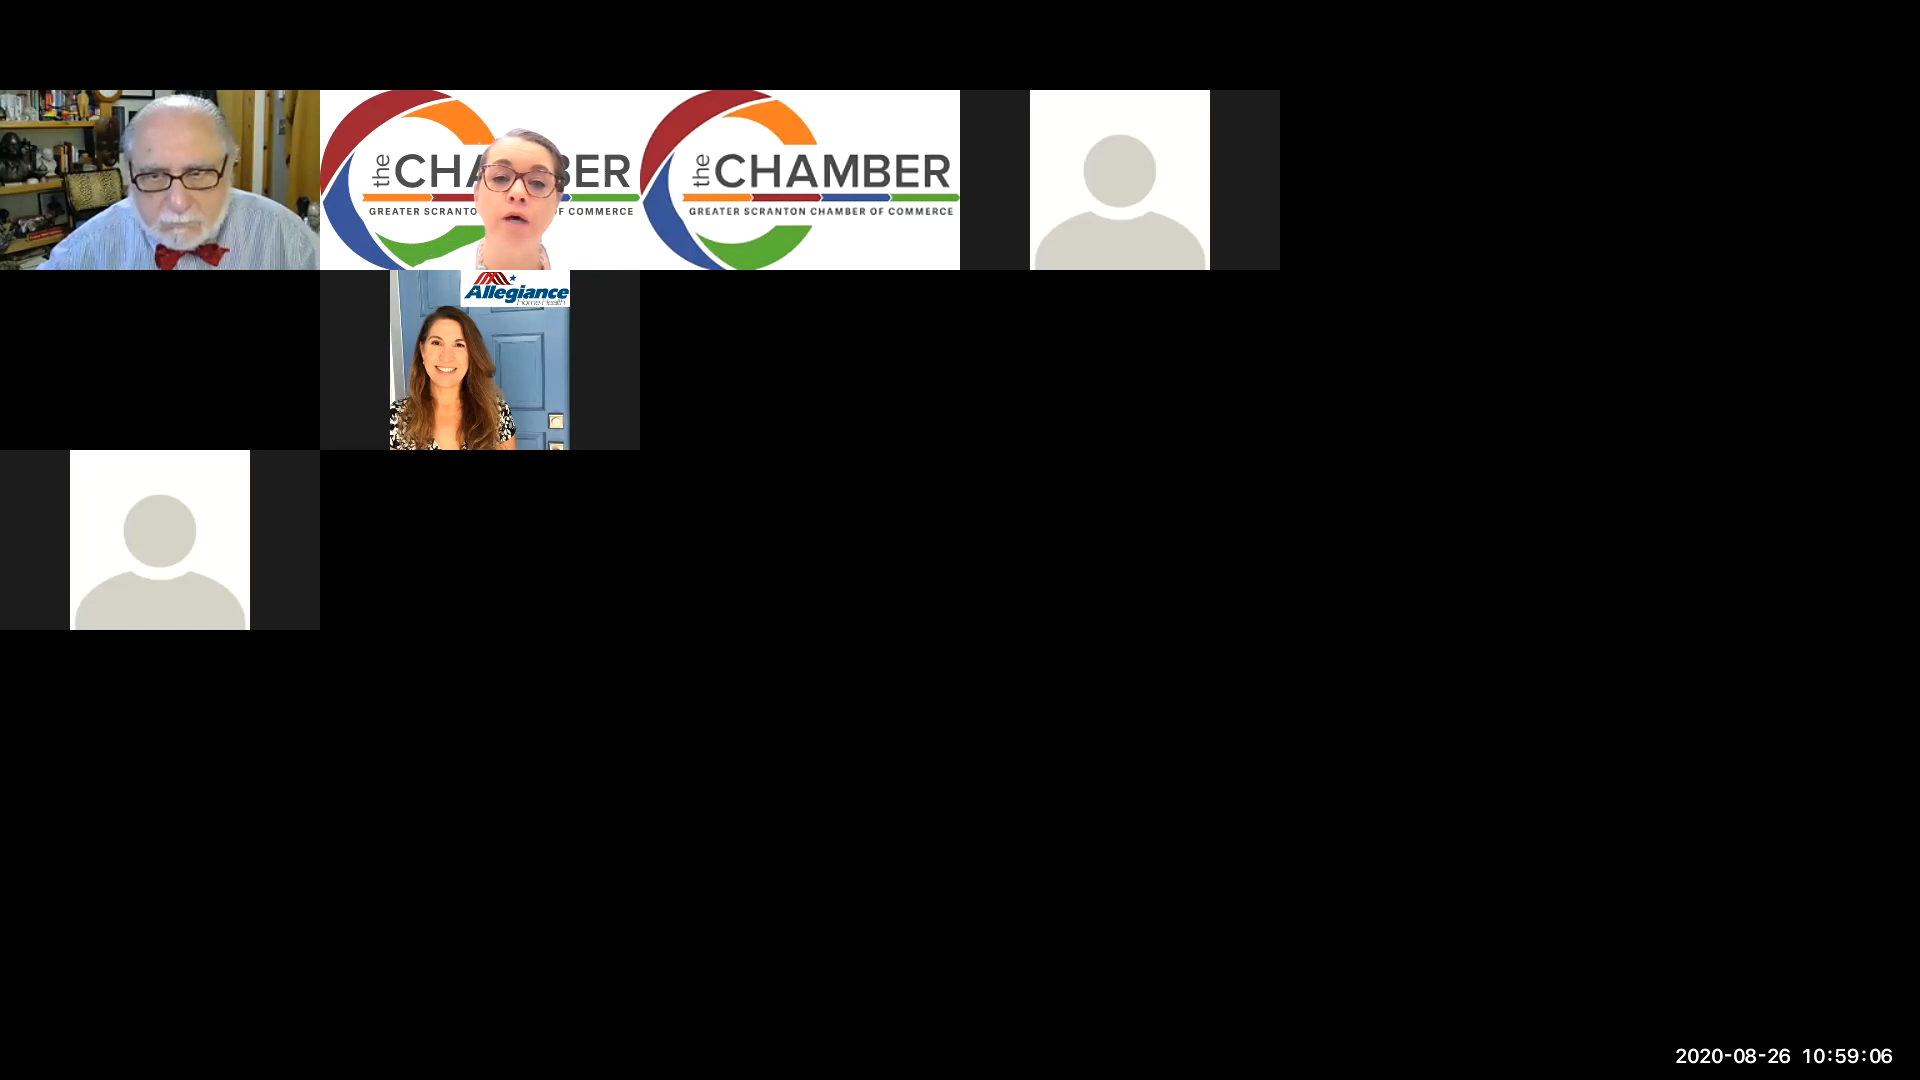 the CHA BER
GREATER SCRANTO F COMMERCE
the CHAMBER
GREATER SCRANTON CHAMBER OF COMMERCE
Allegiance
Home Health
2020-08-26 10:59:06